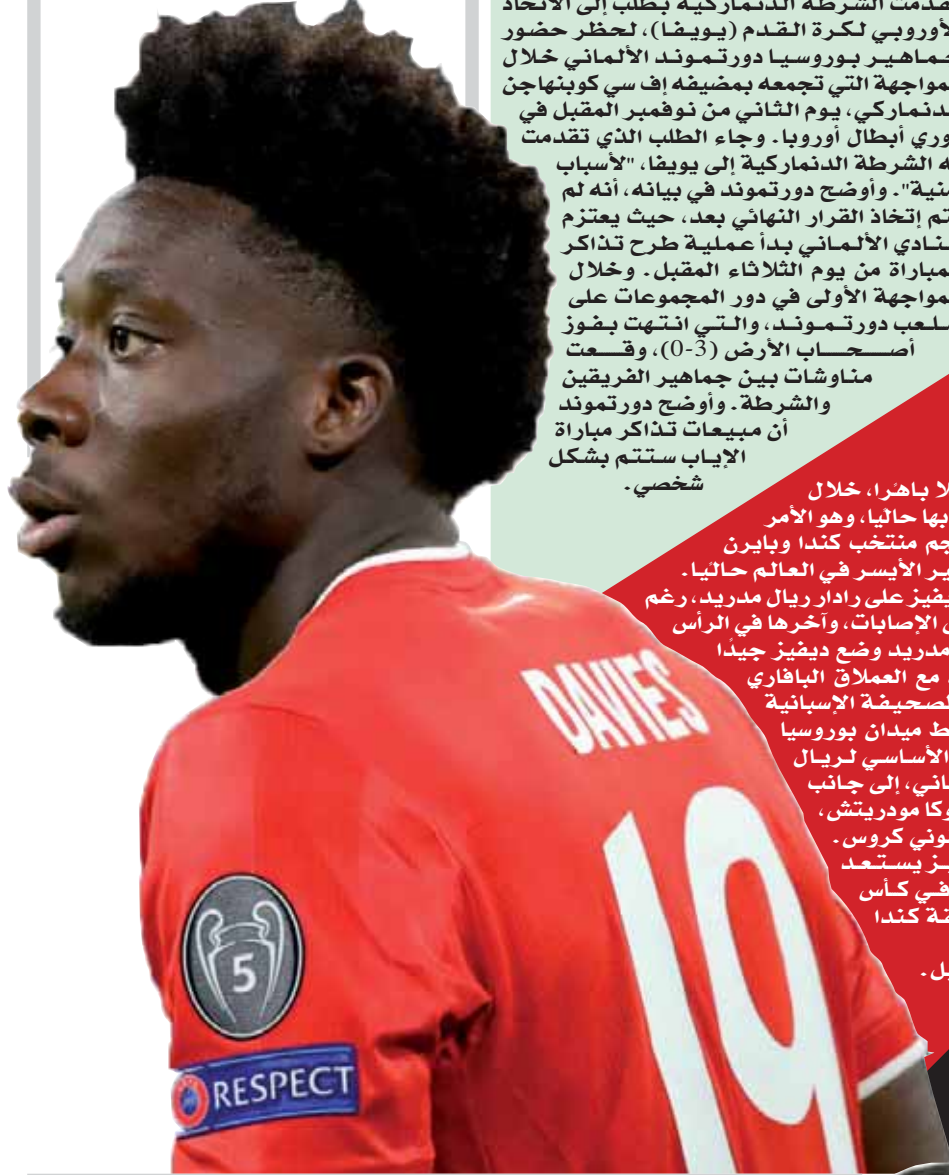 تقدمت الشرطة الدنماركية بطلب إلى الاتحاد
الأوروبي لكرة القدم (يويفا)، لحظر حضور
جماهير بوروسيا دورتموند الألماني خلال
المواجهة التي تجمعه بمضيفه إف سي كوبنهاجن
الدنماركي، يوم الثاني من نوفمبر المقبل في
دوري أبطال أوروبا. وجاء الطلب الذي تقدمت
به الشرطة الدنماركية إلى يويفا، "لأسباب
أمنية". وأوضح دورتموند في بيانه، أنه لم
يتم إتخاذ القرار النهائي بعد، حيث يعتزم
النادي الألماني بدأ عملية طرح تذاكر
المباراة من يوم الثلاثاء المقبل. وخلال
المواجهة الأولى في دور المجموعات على
ملعب دورتموند، والتي انتهت بفوز
أصحاب الأرض (3-0)، وقعت
مناوشات بين جماهير الفريقين
والشرطة. وأوضح دورتموند
أن مبيعات تذاكر مباراة
الإياب ستتم بشكل
شخصي.
لا باهرا، خلال
بها حاليا، وهو الأمر
جم منتخب كندا وبايرن
ير الأيسر في العالم حاليا.
يفيز على رادار ريال مدريد، رغم
الإصابات، وآخرها في الرأس
مدريد وضع ديفيز جيدًا
مع العملاق البافاري
لصحيفة الإسبانية
ط ميدان بوروسيا
الأساسي لريال
اني، إلى جانب
وكا مودريتش،
وني كروس.
يز يستعد
في كأس
ة كندا
بل.
DAVIES
19
5
RESPECT